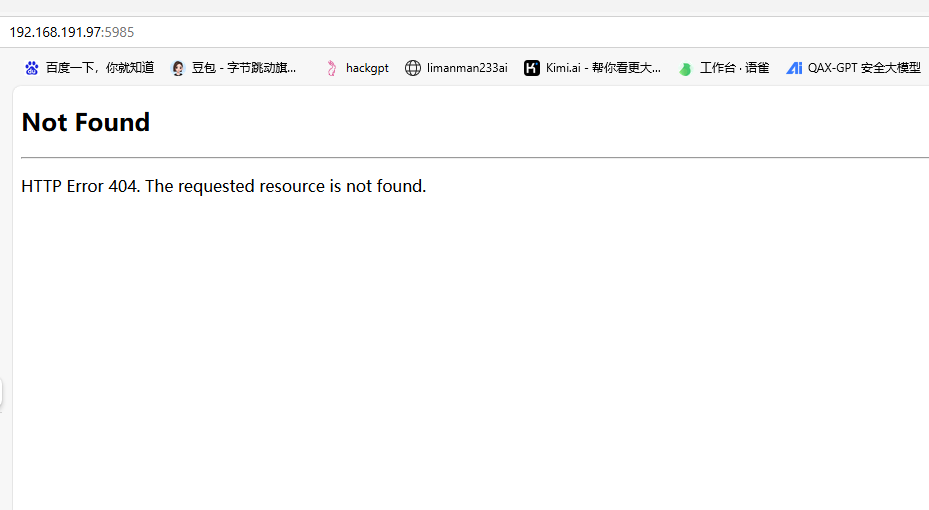 192.168.191.97:5985
百度一下，你就知道 豆包 - 字节跳动旗... hackgpt limanman233ai Kimi.ai - 帮你看更大... 工作台 · 语雀 QAX-GPT 安全大模型
Not Found
HTTP Error 404. The requested resource is not found.